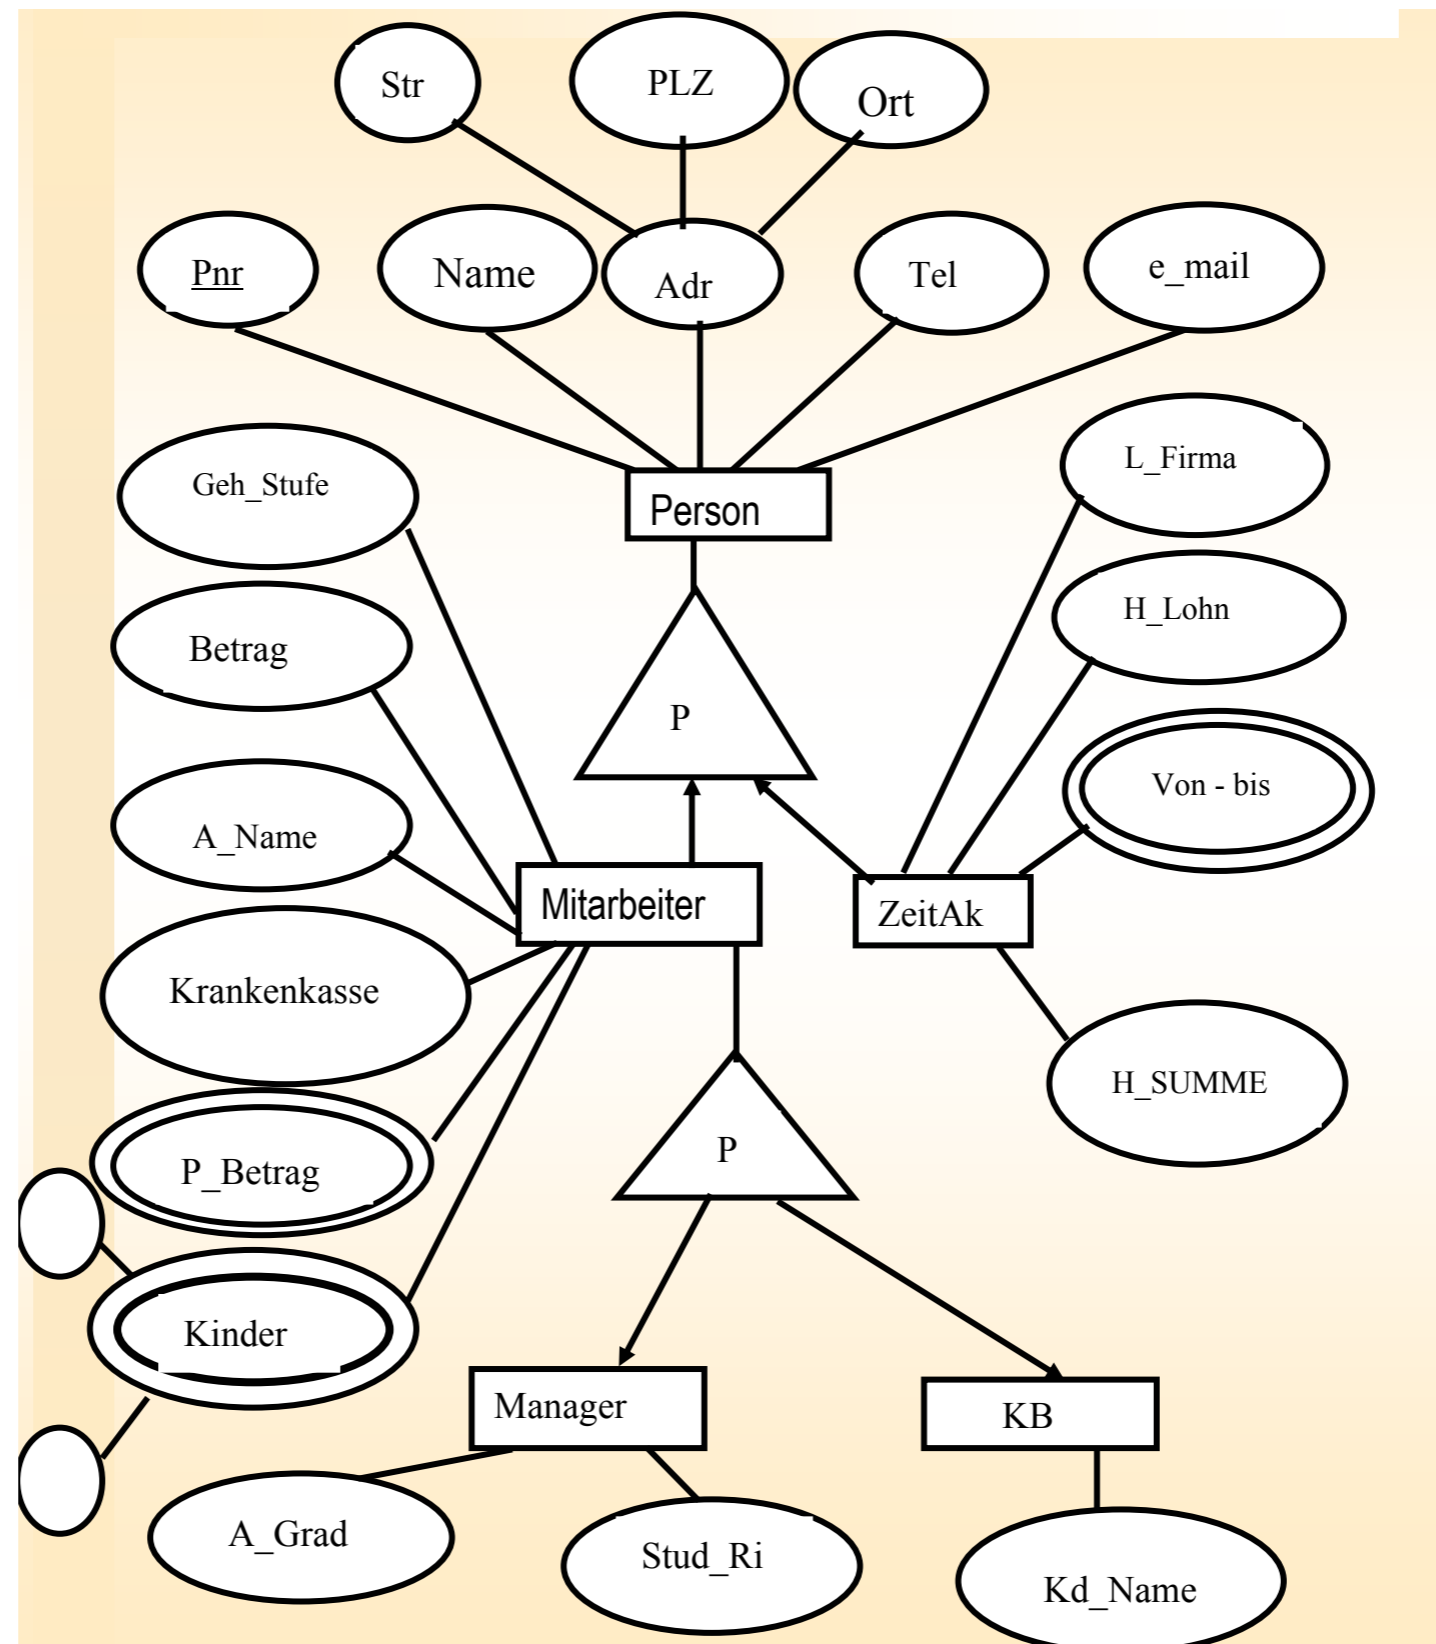 Str
PLZ
Ort
Pnr
Name
Adr
Tel
e_mail
Person
Geh_Stufe
L_Firma
Betrag
H_Lohn
P
Von - bis
A_Name
Mitarbeiter
ZeitAk
Krankenkasse
H_SUMME
P
P_Betrag
Kinder
Manager
KB
A_Grad
Stud_Ri
Kd_Name